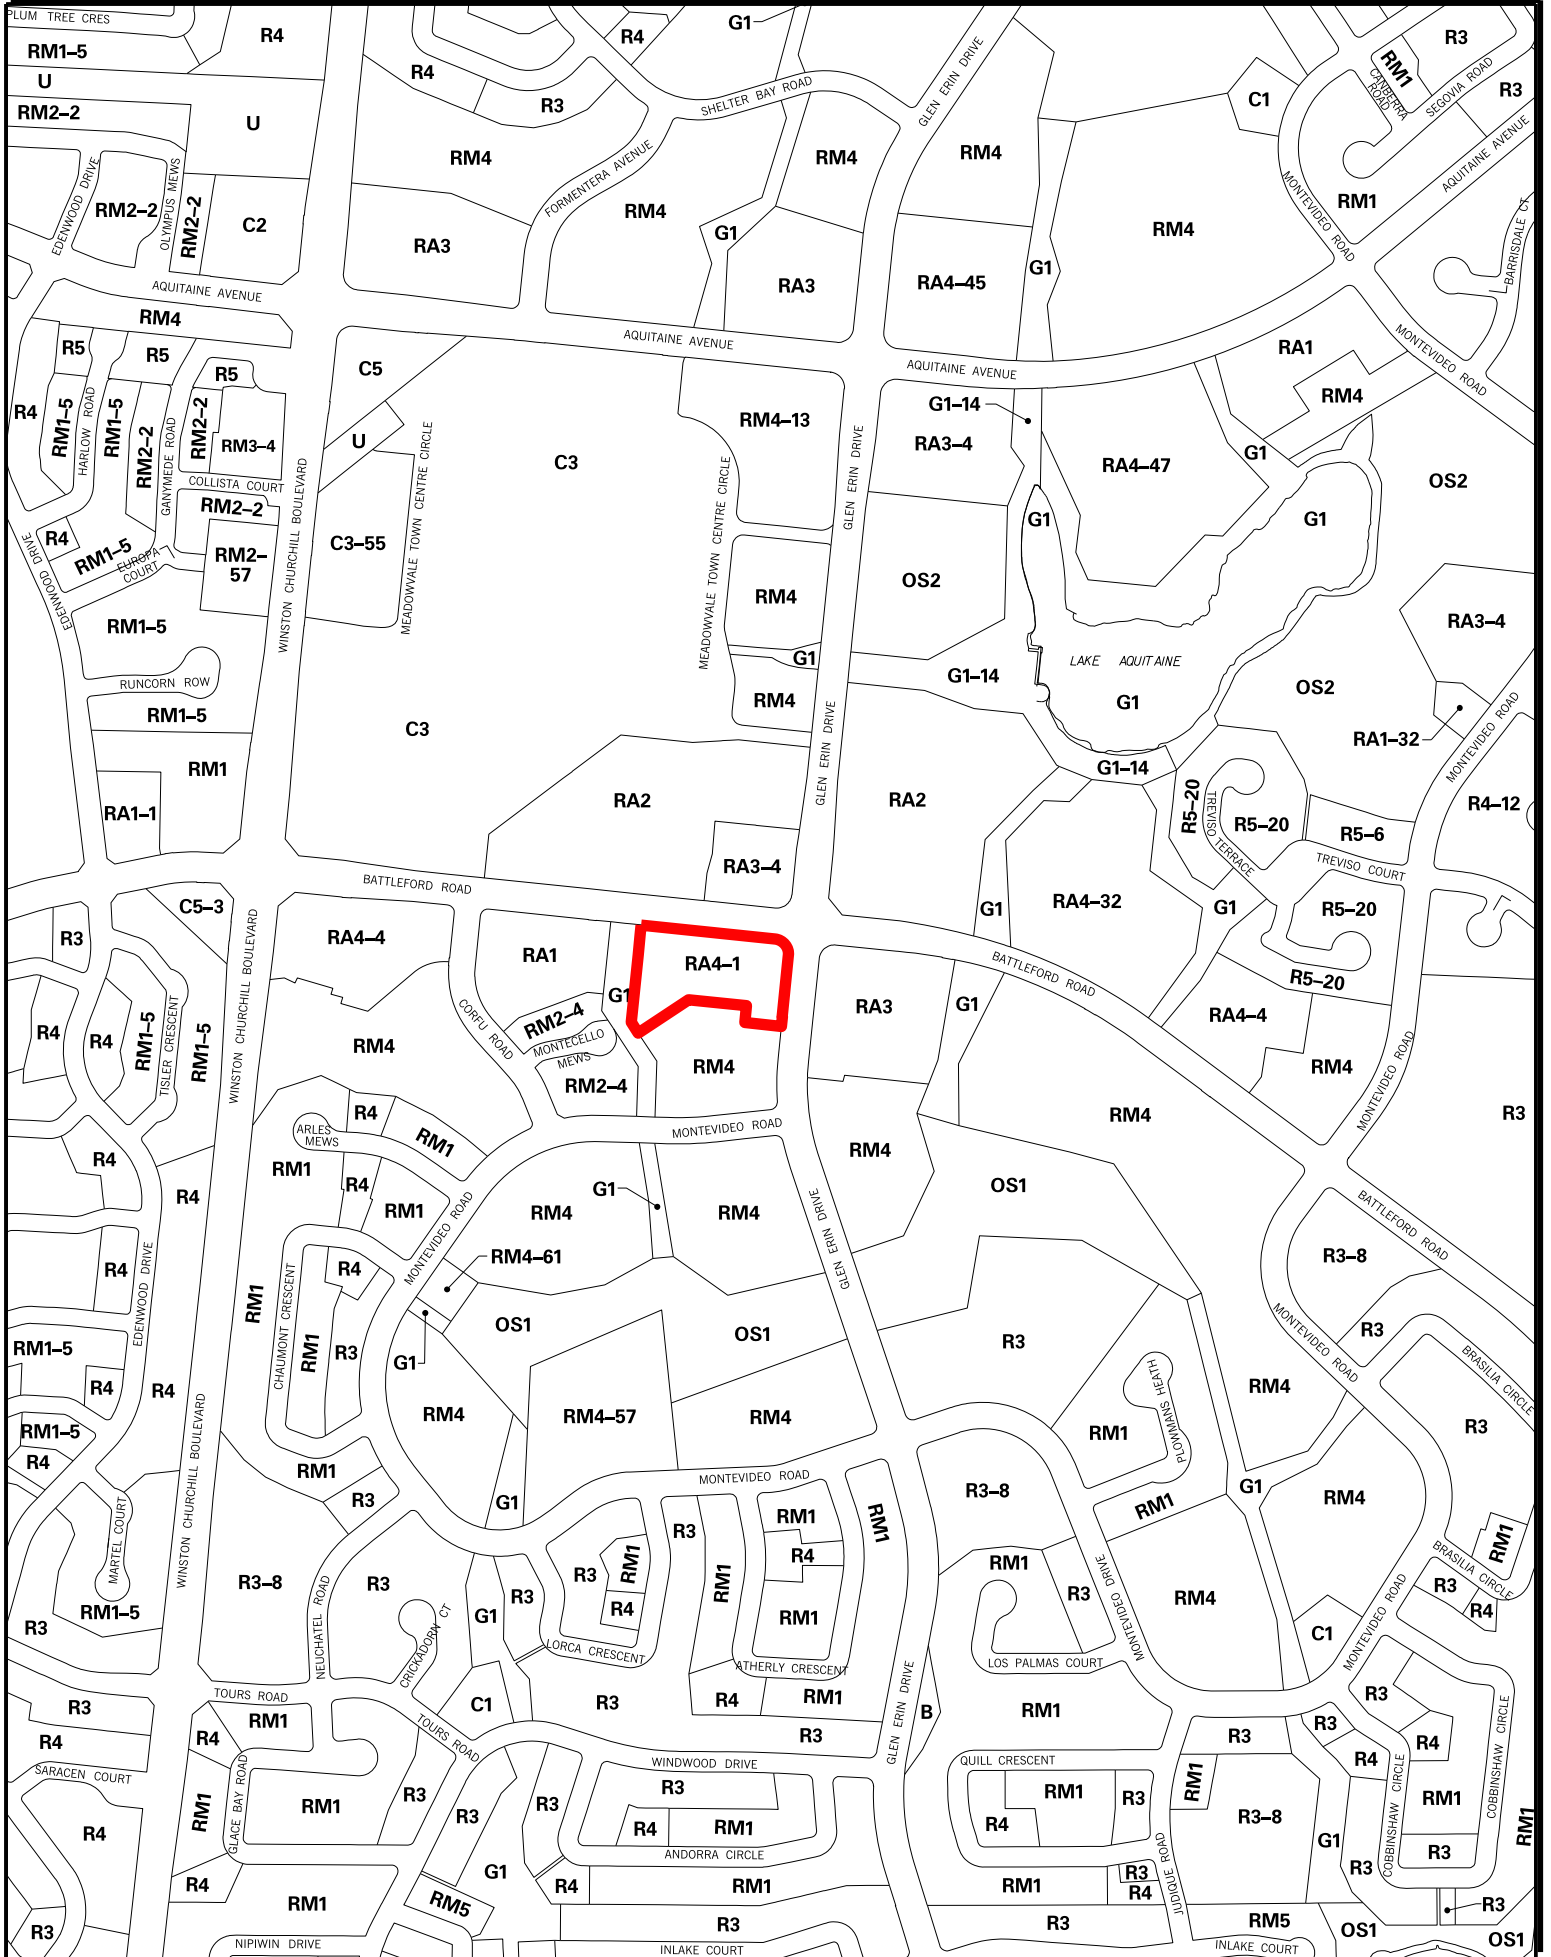 PLUM TREE CRES
R4
R4
G1
R3
RM1–5
GLEN ERIN DRIVE
RM1
CANBERRA
ROAD
SEGOVIA ROAD
U
R4
R3
SHELTER BAY ROAD
C1
R3
RM2–2
U
AQUITAINE AVENUE
RM4
FORMENTERA AVENUE
RM4
RM4
EDENWOOD DRIVE
RM2–2
OLYMPUS MEWS
RM2–2
C2
RM4
RM4
MONTEVIDEO ROAD
RM1
BARRISDALE CT
RA3
G1
RA3
RA4–45
G1
AQUITAINE AVENUE
RM4
AQUITAINE AVENUE
AQUITAINE AVENUE
MONTEVIDEO ROAD
R5
R5
R5
C5
RA1
RM4
R4
RM1–5
HARLOW ROAD
RM1–5
RM2–2
GANYMEDE ROAD
RM2–2
RM3–4
U
C3
RM4–13
GLEN ERIN DRIVE
G1–14
RA3–4
RA4–47
G1
OS2
COLLISTA COURT
RM2–2
WINSTON CHURCHILL BOULEVARD
MEADOWVALE TOWN CENTRE CIRCLE
MEADOWVALE TOWN CENTRE CIRCLE
G1
G1
R4
EDENWOOD DRIVE
RM1–5
EUROPA
COURT
RM2–
57
C3–55
OS2
RM4
RM1–5
RA3–4
RUNCORN ROW
G1
G1–14
LAKE AQUITAINE
G1
OS2
RM1–5
RM4
C3
RA1–32
MONTEVIDEO ROAD
RM1
GLEN ERIN DRIVE
G1–14
RA1–1
RA2
RA2
R5–20
TREVISO TERRACE
R5–20
R5–6
R4–12
RA3–4
TREVISO COURT
BATTLEFORD ROAD
C5–3
G1
RA4–32
G1
R5–20
R3
WINSTON CHURCHILL BOULEVARD
RA4–4
RA1
RA4–1
BATTLEFORD ROAD
R5–20
G1
R4
R4
RM1–5
TISLER CRESCENT
RM1–5
CORFU ROAD
RM2–4
MONTECELLO
MEWS
RA3
G1
RA4–4
RM4
RM4
RM4
MONTEVIDEO ROAD
RM2–4
R4
RM4
R3
ARLES
MEWS
RM1
MONTEVIDEO ROAD
RM4
R4
RM1
R4
OS1
R4
RM1
G1
RM4
RM4
GLEN ERIN DRIVE
BATTLEFORD ROAD
MONTEVIDEO ROAD
RM4–61
R4
EDENWOOD DRIVE
R4
R3–8
RM1
CHAUMONT CRESCENT
RM1
R3
OS1
OS1
MONTEVIDEO ROAD
R3
R3
G1
BRASILIA CIRCLE
RM1–5
R4
R4
RM4
RM4–57
RM4
RM4
PLOWMANS HEATH
RM1
R3
RM1–5
R4
WINSTON CHURCHILL BOULEVARD
RM1
R3
MONTEVIDEO ROAD
G1
R3–8
G1
RM4
RM1
MARTEL COURT
R3
RM1
R4
RM1
RM1
RM1
BRASILIA CIRCLE
R3–8
NEUCHATEL ROAD
R3
R3
RM1
R4
RM1
RM1
R3
MONTEVIDEO DRIVE
RM4
R3
R4
MONTEVIDEO ROAD
RM1–5
R3
CRICKADORN CT
G1
R3
LORCA CRESCENT
ATHERLY CRESCENT
GLEN ERIN DRIVE
LOS PALMAS COURT
C1
R3
TOURS ROAD
C1
R3
R4
RM1
B
RM1
R3
R4
R4
RM1
TOURS ROAD
R3
R3
R3
R4
R4
SARACEN COURT
WINDWOOD DRIVE
QUILL CRESCENT
RM1
GLACE BAY ROAD
RM1
R3
R3
R3
R3
R4
RM1
RM1
R3
R4
RM1
R3–8
COBBINSHAW CIRCLE
RM1
COBBINSHAW CIRCLE
RM1
R4
ANDORRA CIRCLE
G1
R3
R3
R4
G1
R4
RM1
RM1
R3
R4
JUDIQUE ROAD
RM1
RM5
R3
R3
R3
RM5
OS1
R3
OS1
NIPIWIN DRIVE
INLAKE COURT
INLAKE COURT